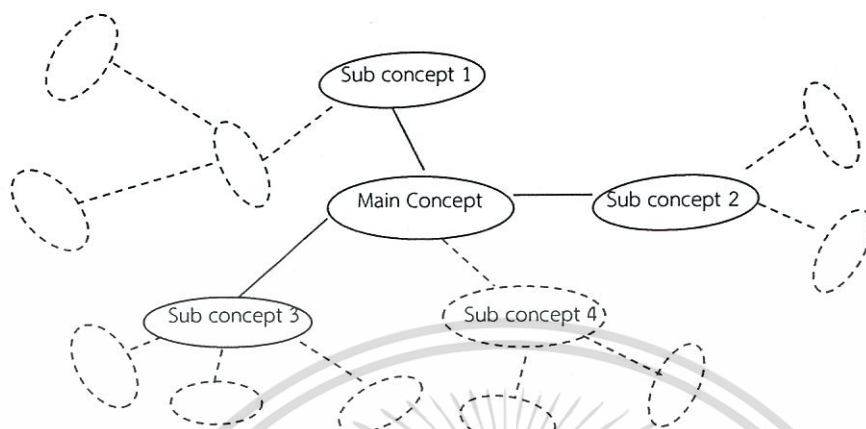 Sub concept 1
Main Concept
Sub concept 2
Sub concept 3
Sub concept 4